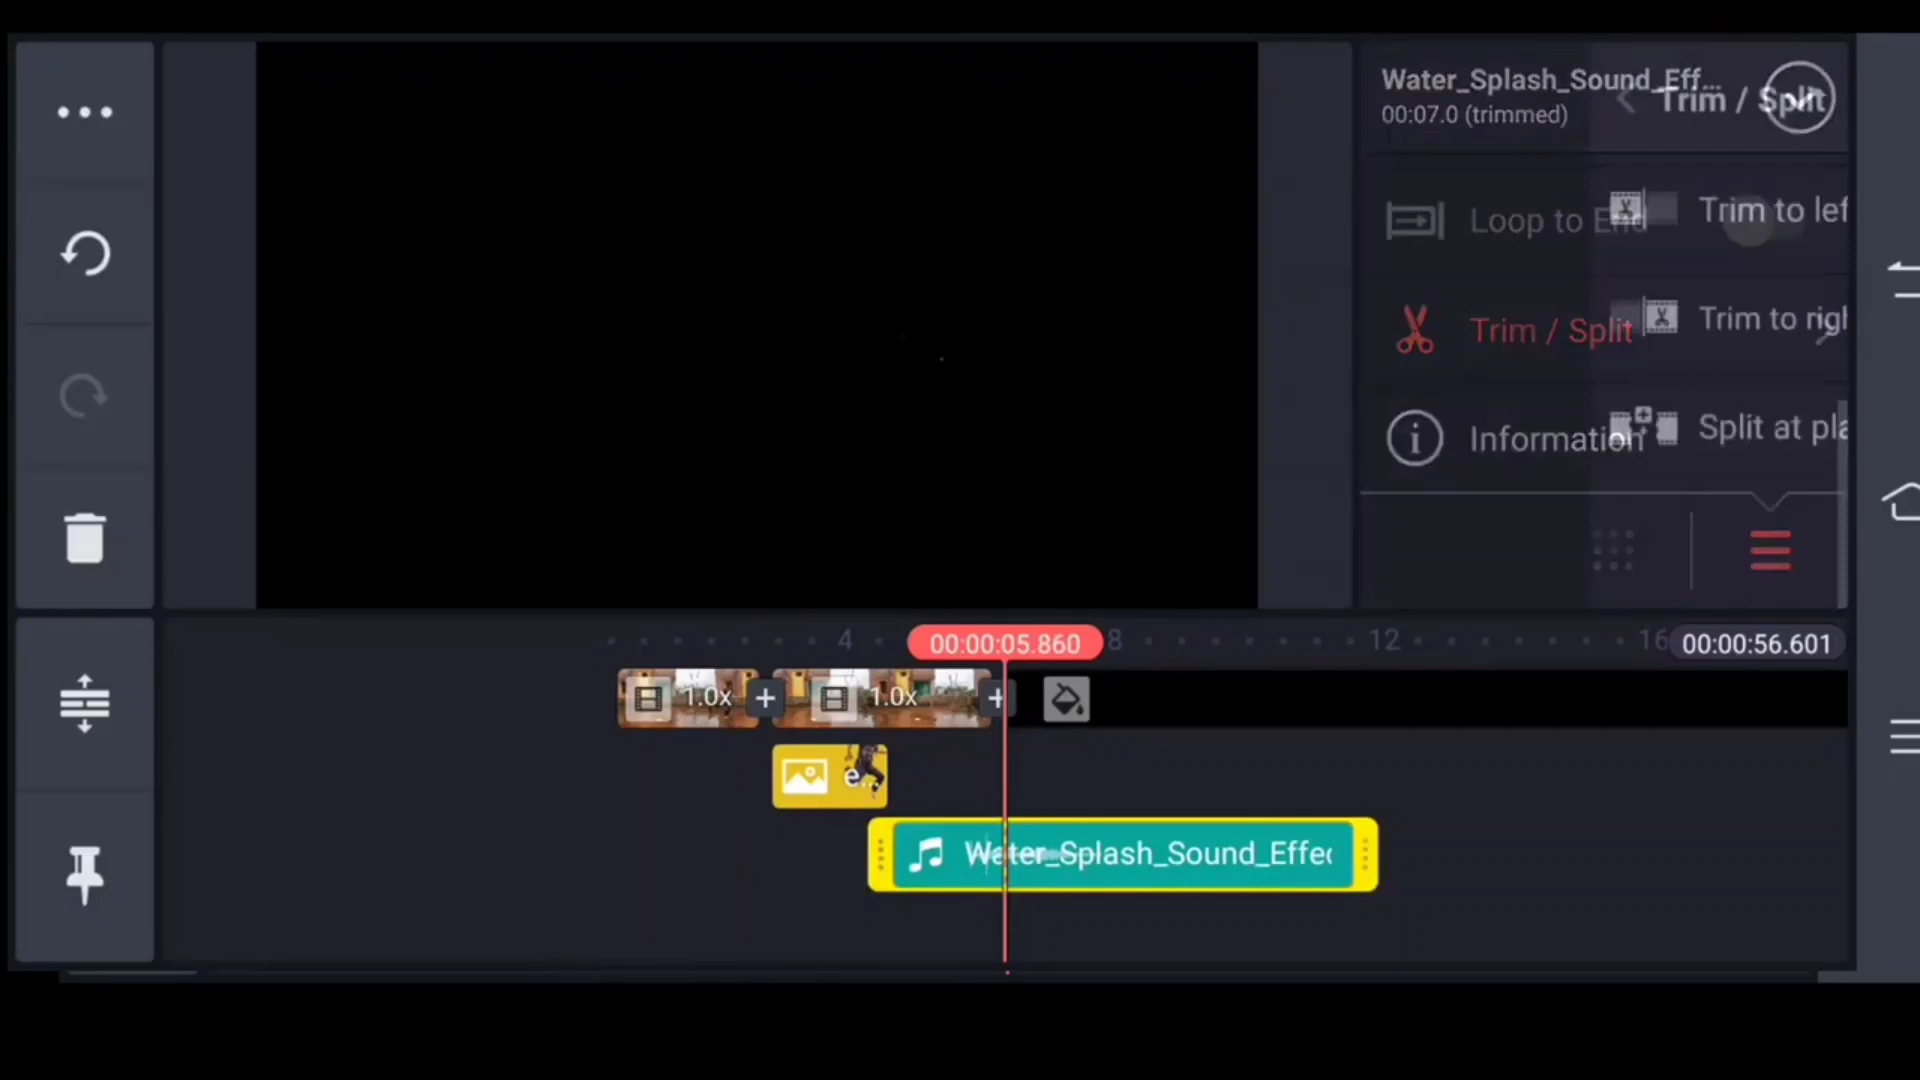 Water_Splash_Sound_Eff...
00:07.0 (trimmed)
Trim / Split
Loop to End
Trim to lef
Trim / Split
Trim to righ
Information
Split at pla
4
00:00:05.860
8
12
16
00:00:56.601
1.0x
1.0x
e..
Water_Splash_Sound_Effec